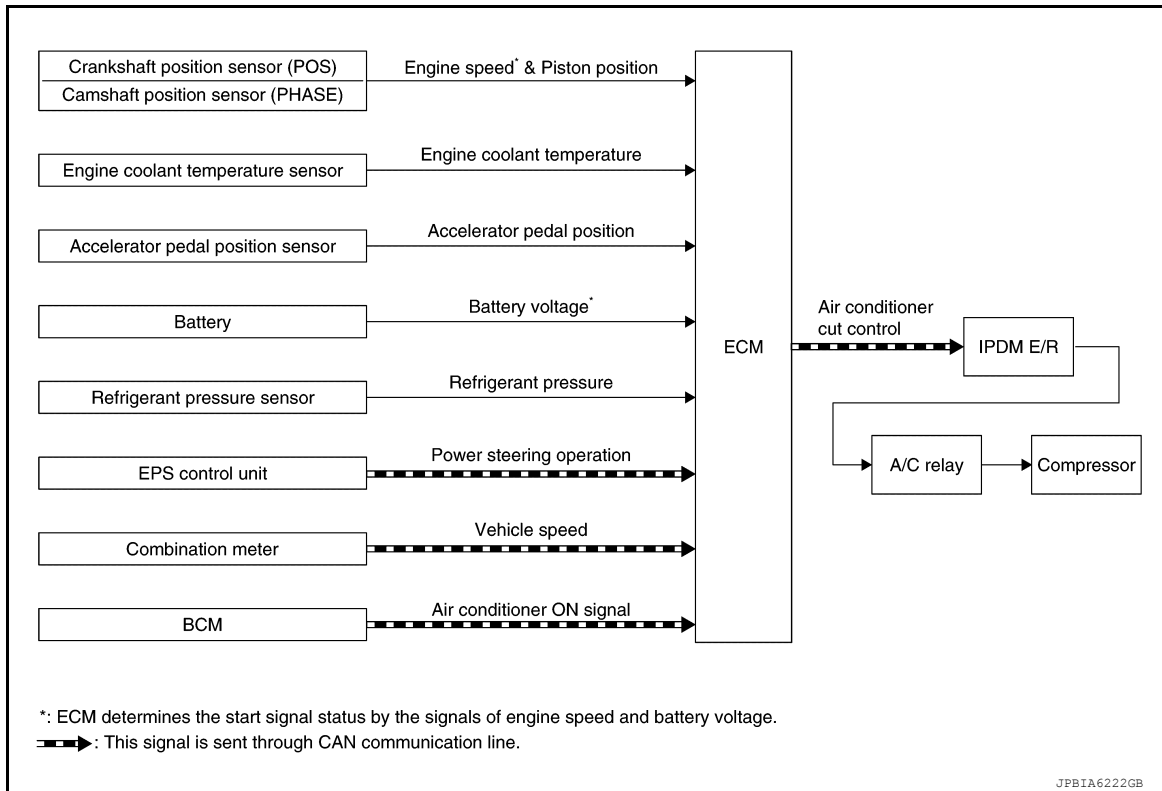 Crankshaft position sensor (POS)
Camshaft position sensor (PHASE)
Engine speed* & Piston position
Engine coolant temperature sensor
Engine coolant temperature
Accelerator pedal position sensor
Accelerator pedal position
Battery
Battery voltage*
Refrigerant pressure sensor
Refrigerant pressure
EPS control unit
Power steering operation
Combination meter
Vehicle speed
BCM
Air conditioner ON signal
ECM
Air conditioner
cut control
IPDM E/R
A/C relay
Compressor
*: ECM determines the start signal status by the signals of engine speed and battery voltage.
: This signal is sent through CAN communication line.
JPBIA6222GB